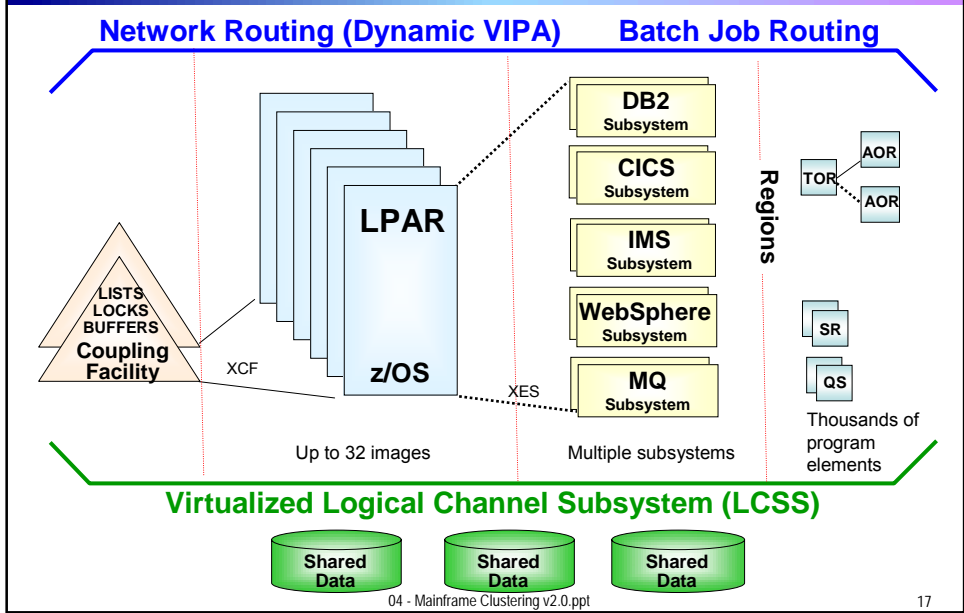 Network Routing (Dynamic VIPA) Batch Job Routing
LISTS
LOCKS
BUFFERS
Coupling
Facility
XCF
LPAR
z/OS
XES
Up to 32 images
DB2
Subsystem
CICS
Subsystem
IMS
Subsystem
WebSphere
Subsystem
MQ
Subsystem
Multiple subsystems
Regions
TOR
AOR
AOR
SR
QS
Thousands of
program
elements
Virtualized Logical Channel Subsystem (LCSS)
Shared
Data
Shared
Data
Shared
Data
04 - Mainframe Clustering v2.0.ppt
17